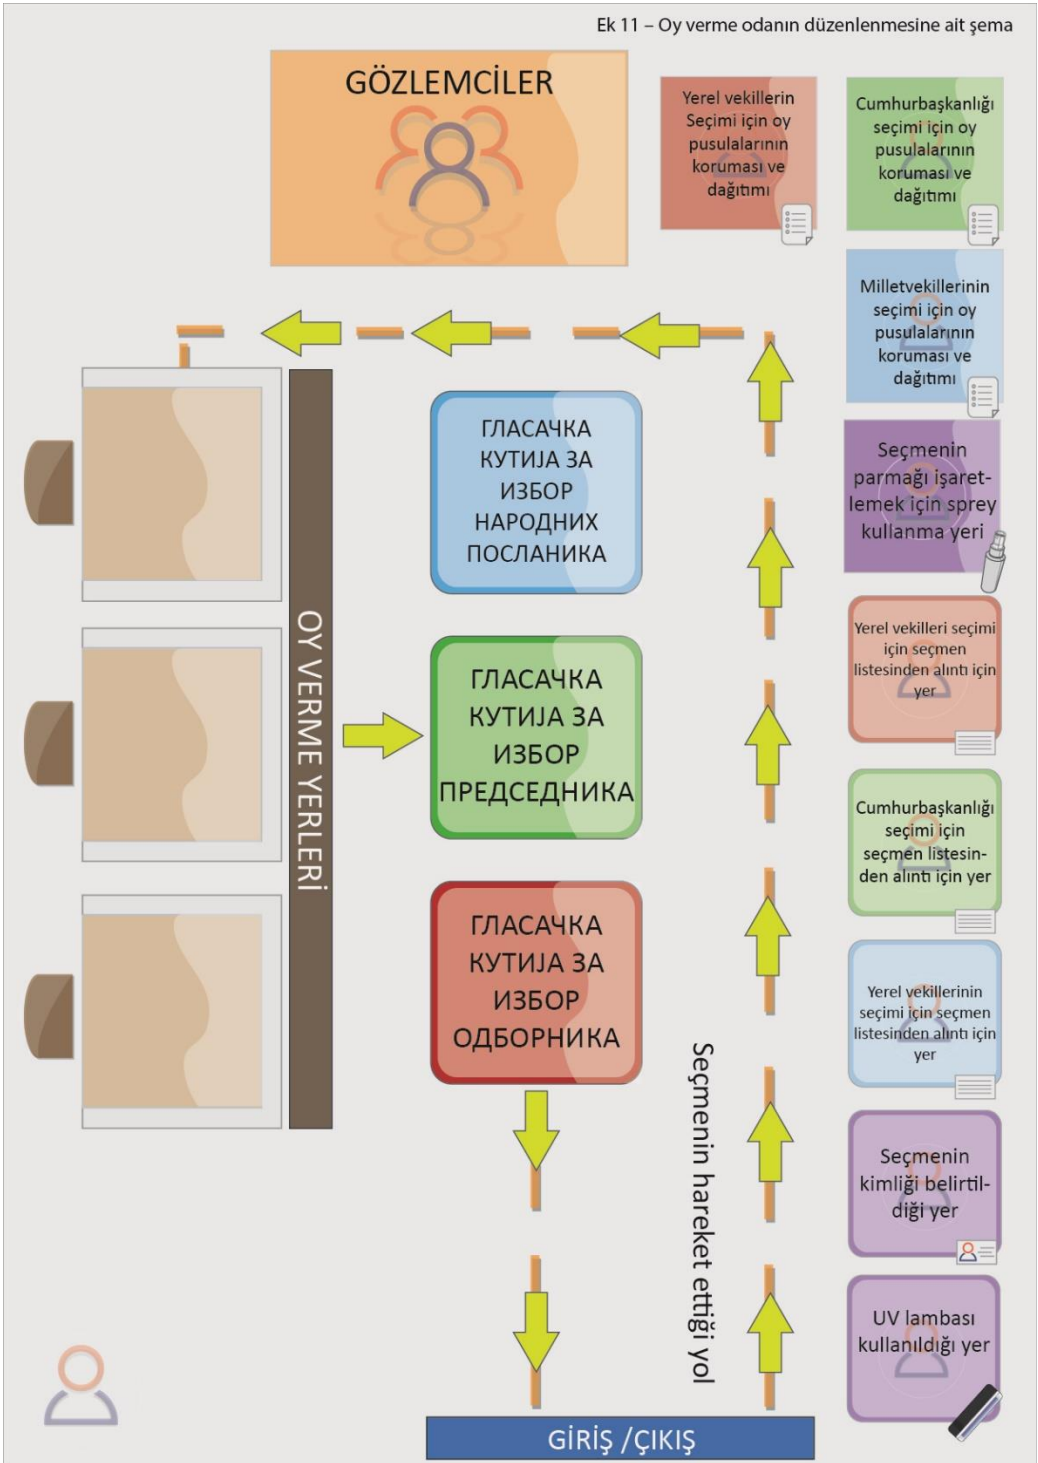 Ek 11 – Oy verme odanın düzenlenmesine ait şema
GÖZLEMCİLER
Yerel vekillerin
Seçimi için oy
pusulalarının
koruması ve
dağıtımı
Cumhurbaşkanlığı
seçimi için oy
pusulalarının
koruması ve
dağıtımı
Milletvekillerinin
seçimi için oy
pusulalarının
koruması ve
dağıtımı
Seçmenin
parmağı işaret-
lemek için sprey
kullanma yeri
Yerel vekilleri seçimi
için seçmen
listesinden alıntı için
yer
Cumhurbaşkanlığı
seçimi için
seçmen listesin-
den alıntı için yer
Yerel vekillerinin
seçimi için seçmen
listesinden alıntı için
yer
Seçmenin
kimliği belirtil-
diği yer
UV lambası
kullanıldığı yer
OY VERME YERLERİ
ГЛАСАЧКА
КУТИЈА ЗА
ИЗБОР
НАРОДНИХ
ПОСЛАНИКА
ГЛАСАЧКА
КУТИЈА ЗА
ИЗБОР
ПРЕДСЕДНИКА
ГЛАСАЧКА
КУТИЈА ЗА
ИЗБОР
ОДБОРНИКА
Seçmenin hareket ettiği yol
GİRİŞ /ÇIKIŞ